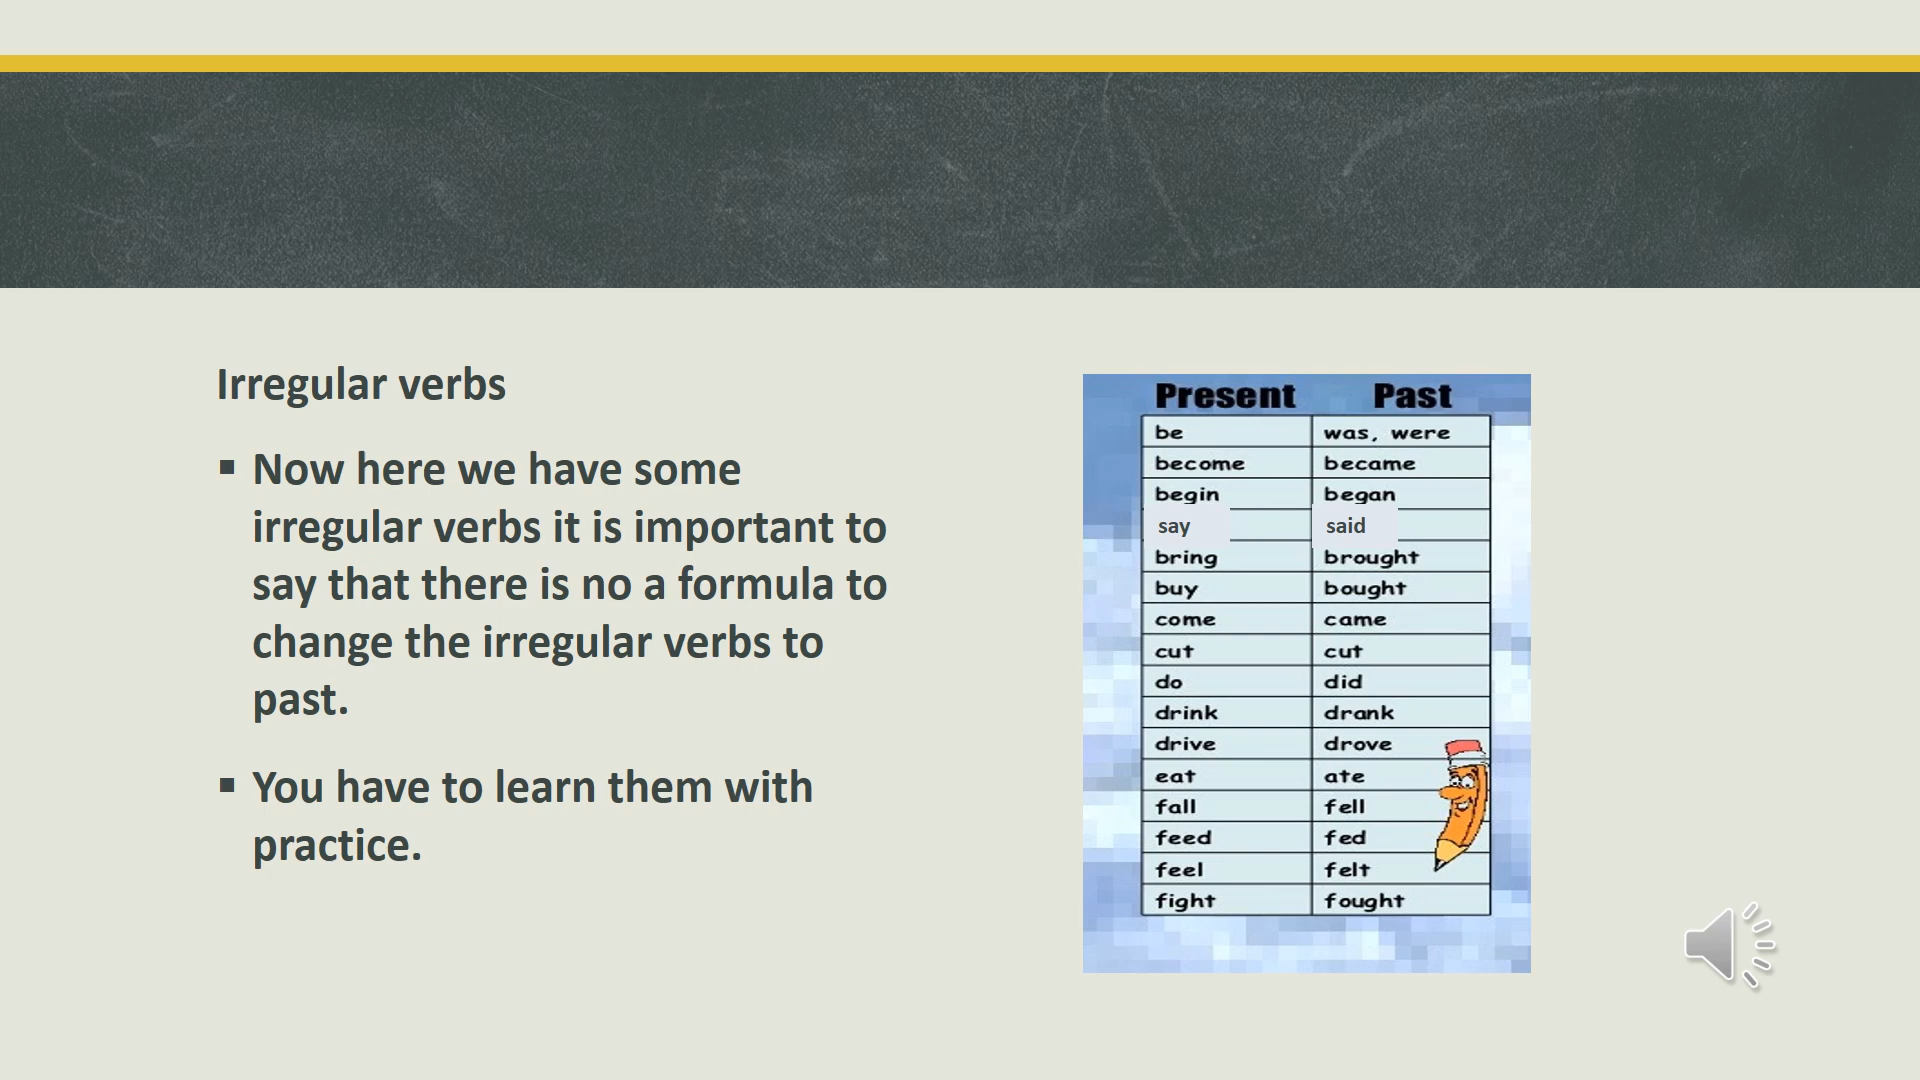 Irregular verbs
▪ Now here we have some
irregular verbs it is important to
say that there is no a formula to
change the irregular verbs to
past.
▪ You have to learn them with
practice.
Present Past
be was, were
become became
begin began
say said
bring brought
buy bought
come came
cut cut
do did
drink drank
drive drove
eat ate
fall fell
feed fed
feel felt
fight fought